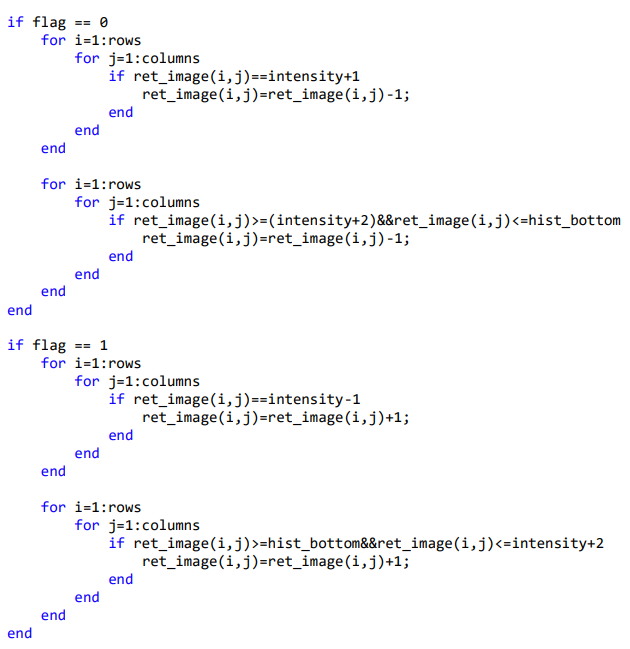 if flag == 0
    for i=1:rows
        for j=1:columns
            if ret_image(i,j)==intensity+1
                ret_image(i,j)=ret_image(i,j)-1;
            end
        end
    end

    for i=1:rows
        for j=1:columns
            if ret_image(i,j)>=(intensity+2)&&ret_image(i,j)<=hist_bottom
                ret_image(i,j)=ret_image(i,j)-1;
            end
        end
    end
end

if flag == 1
    for i=1:rows
        for j=1:columns
            if ret_image(i,j)==intensity-1
                ret_image(i,j)=ret_image(i,j)+1;
            end
        end
    end

    for i=1:rows
        for j=1:columns
            if ret_image(i,j)>=hist_bottom&&ret_image(i,j)<=intensity+2
                ret_image(i,j)=ret_image(i,j)+1;
            end
        end
    end
end